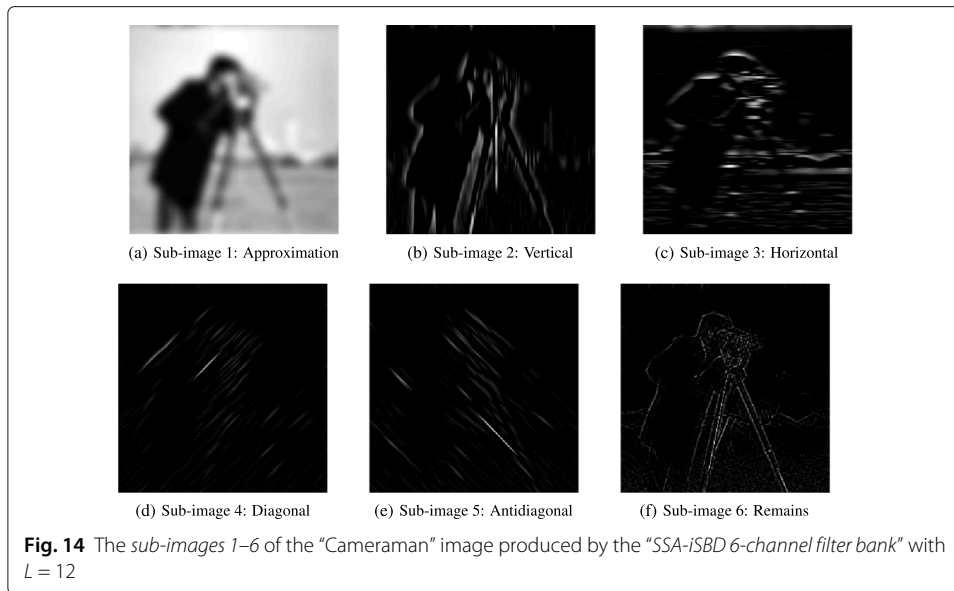 (a) Sub-image 1: Approximation
(b) Sub-image 2: Vertical
(c) Sub-image 3: Horizontal
(d) Sub-image 4: Diagonal
(e) Sub-image 5: Antidiagonal
(f) Sub-image 6: Remains
Fig. 14 The sub-images 1–6 of the “Cameraman” image produced by the “SSA-iSBD 6-channel filter bank” with
L = 12